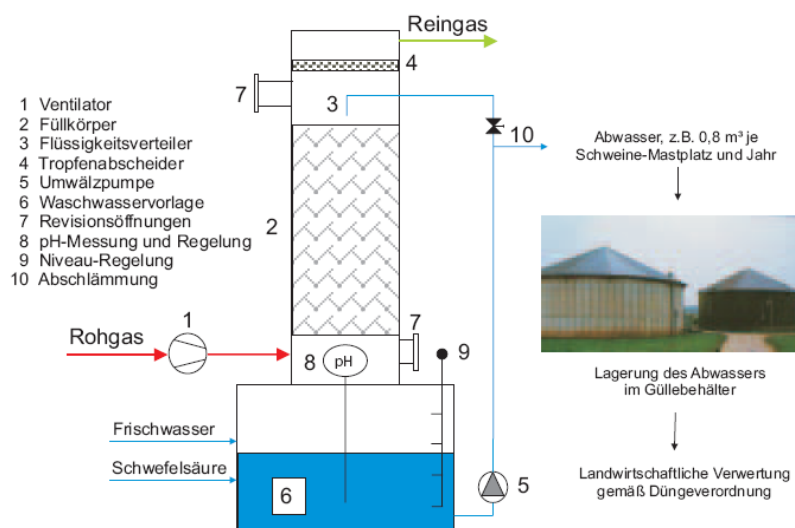 Reingas
4
7
3
10
1 Ventilator
2 Füllkörper
3 Flüssigkeitsverteiler
4 Tropfenabscheider
5 Umwälzpumpe
6 Waschwasservorlage
7 Revisionsöffnungen
8 pH-Messung und Regelung
9 Niveau-Regelung
10 Abschlämmung
2
Abwasser, z.B. 0,8 m³ je
Schweine-Mastplatz und Jahr
1
Rohgas
7
8
pH
9
Frischwasser
Schwefelsäure
6
5
Lagerung des Abwassers
im Güllebehälter
Landwirtschaftliche Verwertung
gemäß Düngeverordnung